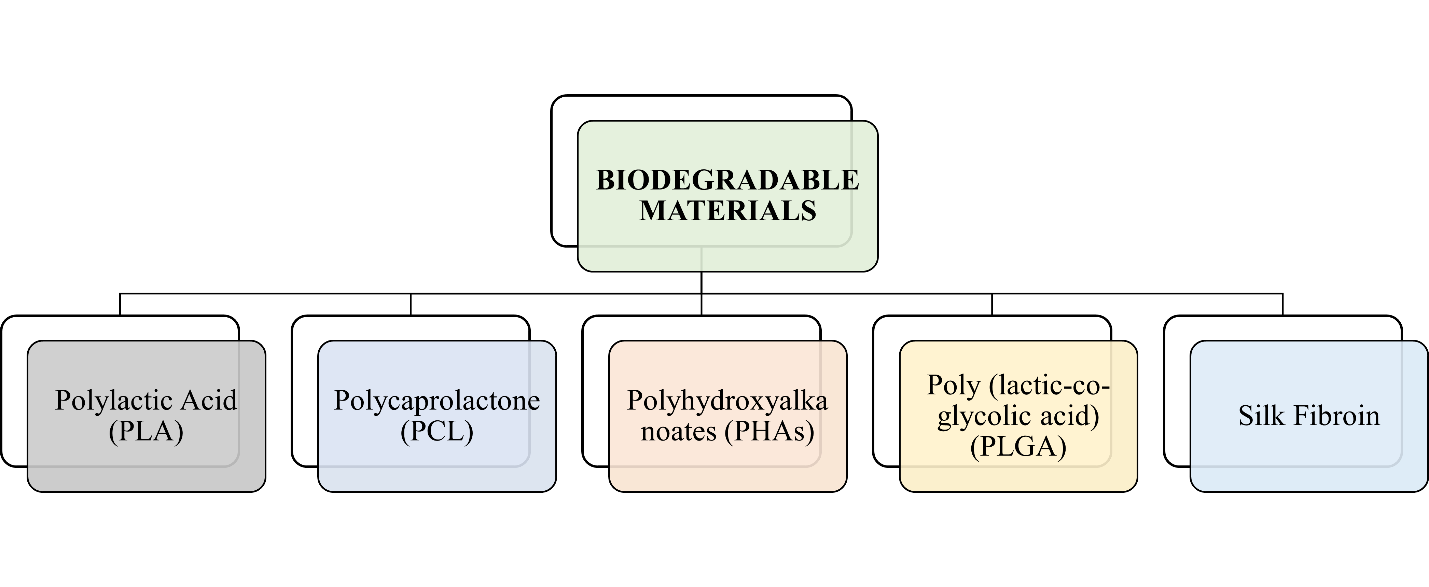 BIODEGRADABLE
MATERIALS
Polylactic Acid
(PLA)
Polycaprolactone
(PCL)
Polyhydroxyalka
noates (PHAs)
Poly (lactic-co-
glycolic acid)
(PLGA)
Silk Fibroin